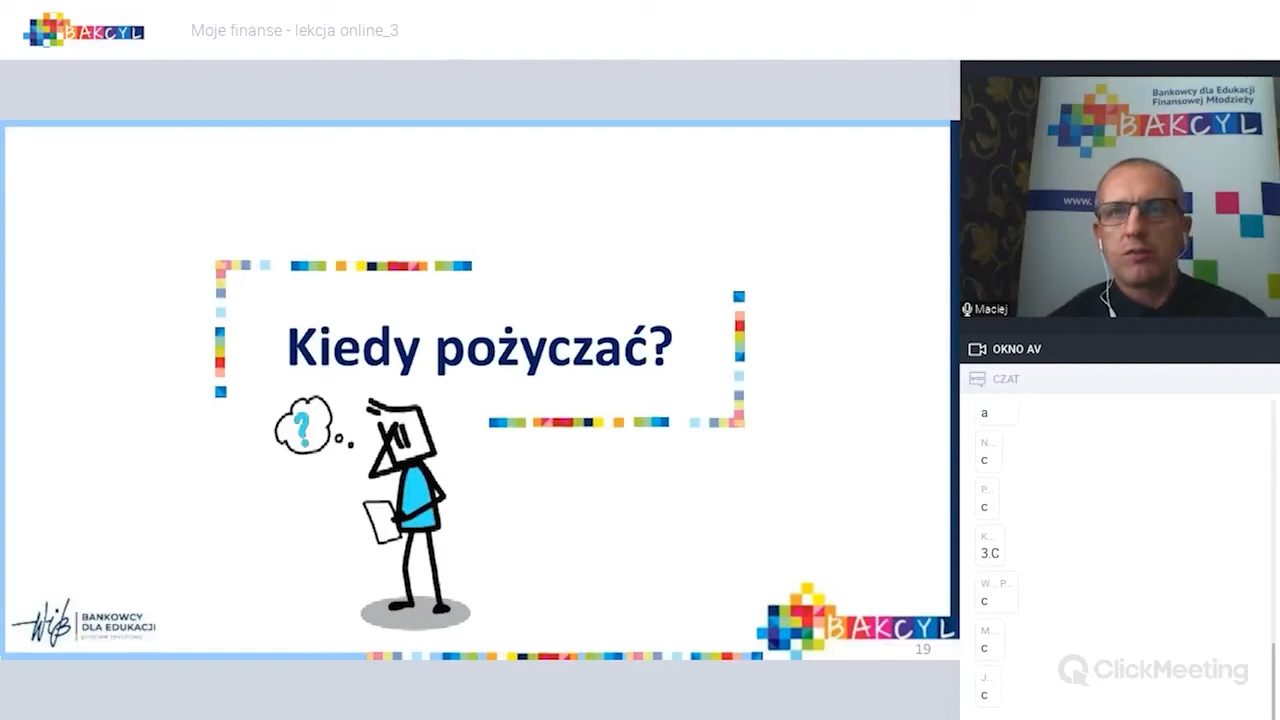 BAKCYL
Moje finanse - lekcja online_3
Kiedy pożyczać?
?
WiB
BANKOWCY
DLA EDUKACJI
BAKCYL
19
Bankowcy dla Edukacji
Finansowej Młodzieży
BAKCYL
www.
Maciej
OKNO AV
CZAT
a
N...
c
P...
c
K...
3.C
W... P...
c
M...
c
J...
c
ClickMeeting